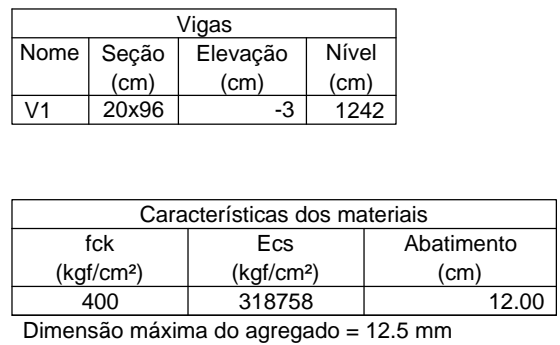 Vigas
Nome Seção Elevação Nível
(cm) (cm) (cm)
V1 20x96 -3 1242
Características dos materiais
fck Ecs Abatimento
(kgf/cm²) (kgf/cm²) (cm)
400 318758 12.00
Dimensão máxima do agregado = 12.5 mm